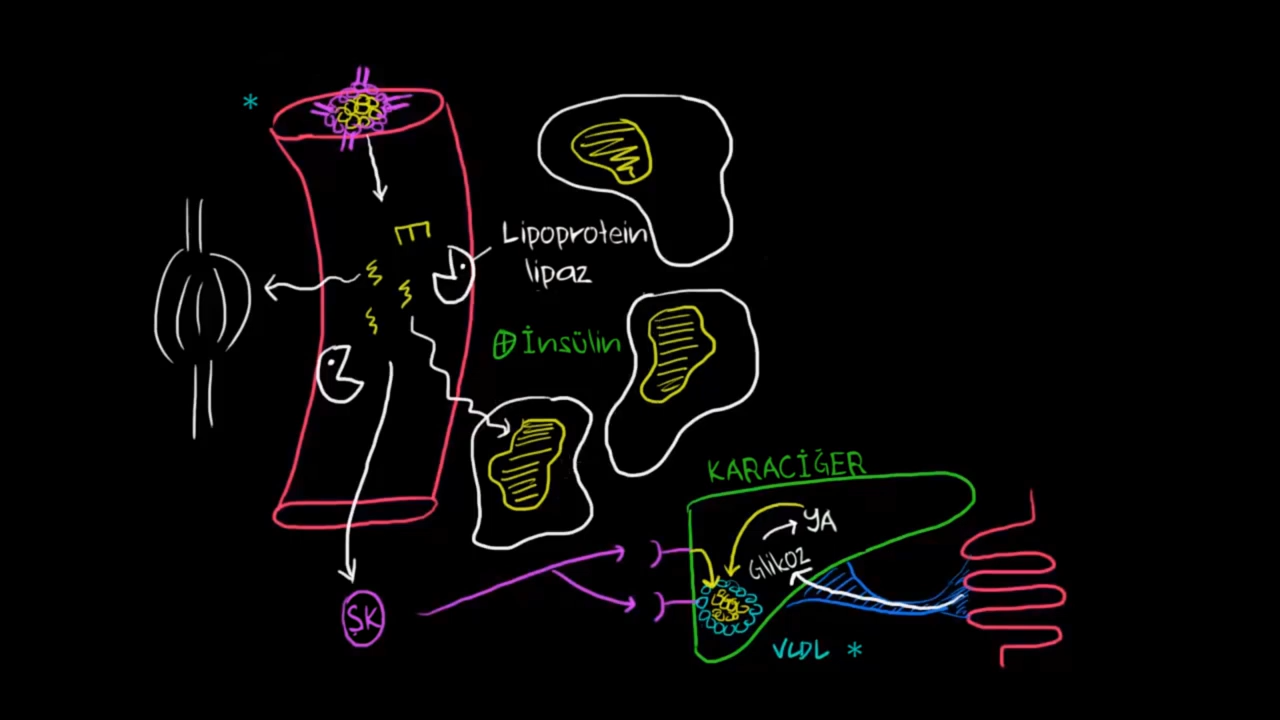 *
Lipoprotein
lipaz
⊕ İnsülin
KARACİĞER
YA
Glikoz
ŞK
VLDL *